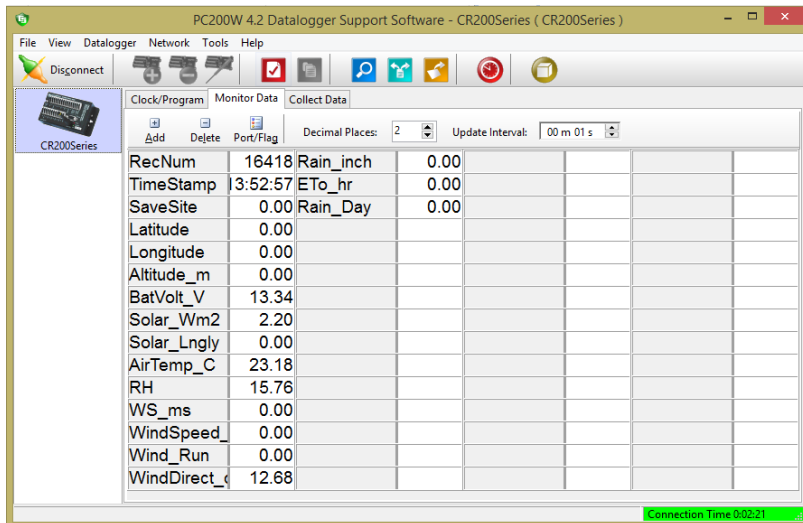 PC200W 4.2 Datalogger Support Software - CR200Series ( CR200Series )
File View Datalogger Network Tools Help
Disconnect
CR200Series
Clock/Program Monitor Data Collect Data
Add Delete Port/Flag Decimal Places: 2 Update Interval: 00 m 01 s
RecNum 16418 Rain_inch 0.00
TimeStamp 13:52:57 ETo_hr 0.00
SaveSite 0.00 Rain_Day 0.00
Latitude 0.00
Longitude 0.00
Altitude_m 0.00
BatVolt_V 13.34
Solar_Wm2 2.20
Solar_Lngly 0.00
AirTemp_C 23.18
RH 15.76
WS_ms 0.00
WindSpeed_ 0.00
Wind_Run 0.00
WindDirect_ 12.68
Connection Time 0:02:21